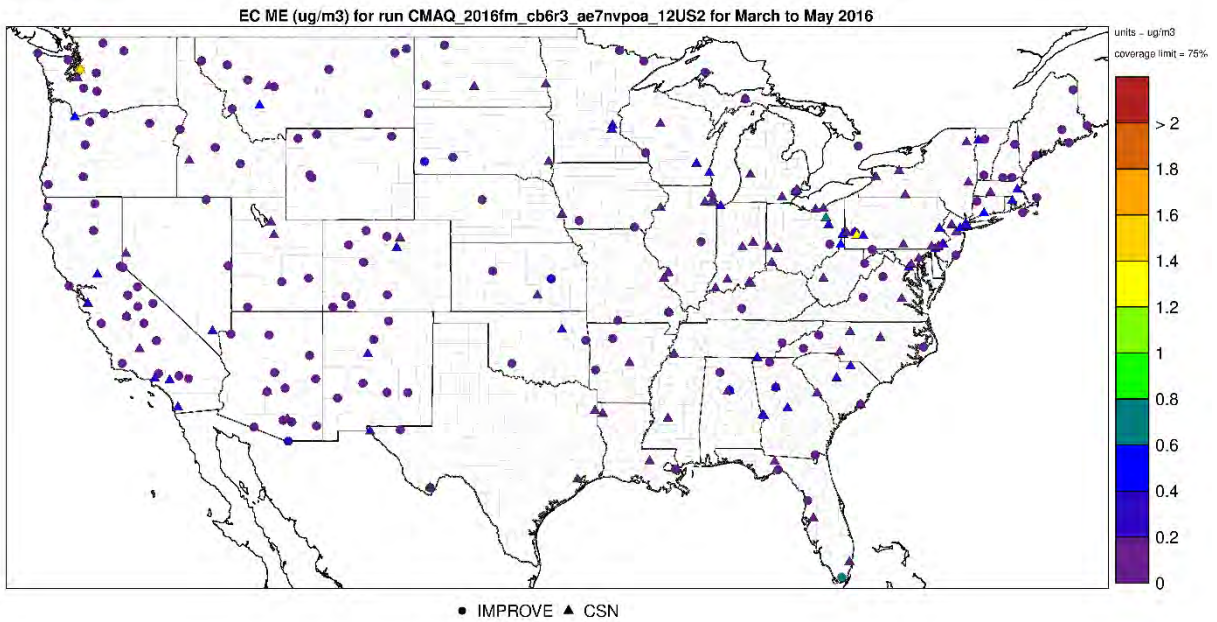 EC ME (ug/m3) for run CMAQ_2016fm_cb6r3_ae7nvpoa_12US2 for March to May 2016
units = ug/m3
coverage limit = 75%
> 2
1.8
1.6
1.4
1.2
1
0.8
0.6
0.4
0.2
0
● IMPROVE ▲ CSN